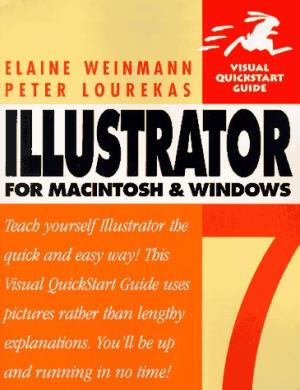 ELAINE WEINMANN
PETER LOUREKAS
VISUAL
QUICKSTART
GUIDE
ILLUSTRATOR
FOR MACINTOSH & WINDOWS
7
Teach yourself Illustrator the
quick and easy way! This
Visual QuickStart Guide uses
pictures rather than lengthy
explanations. You'll be up
and running in no time!